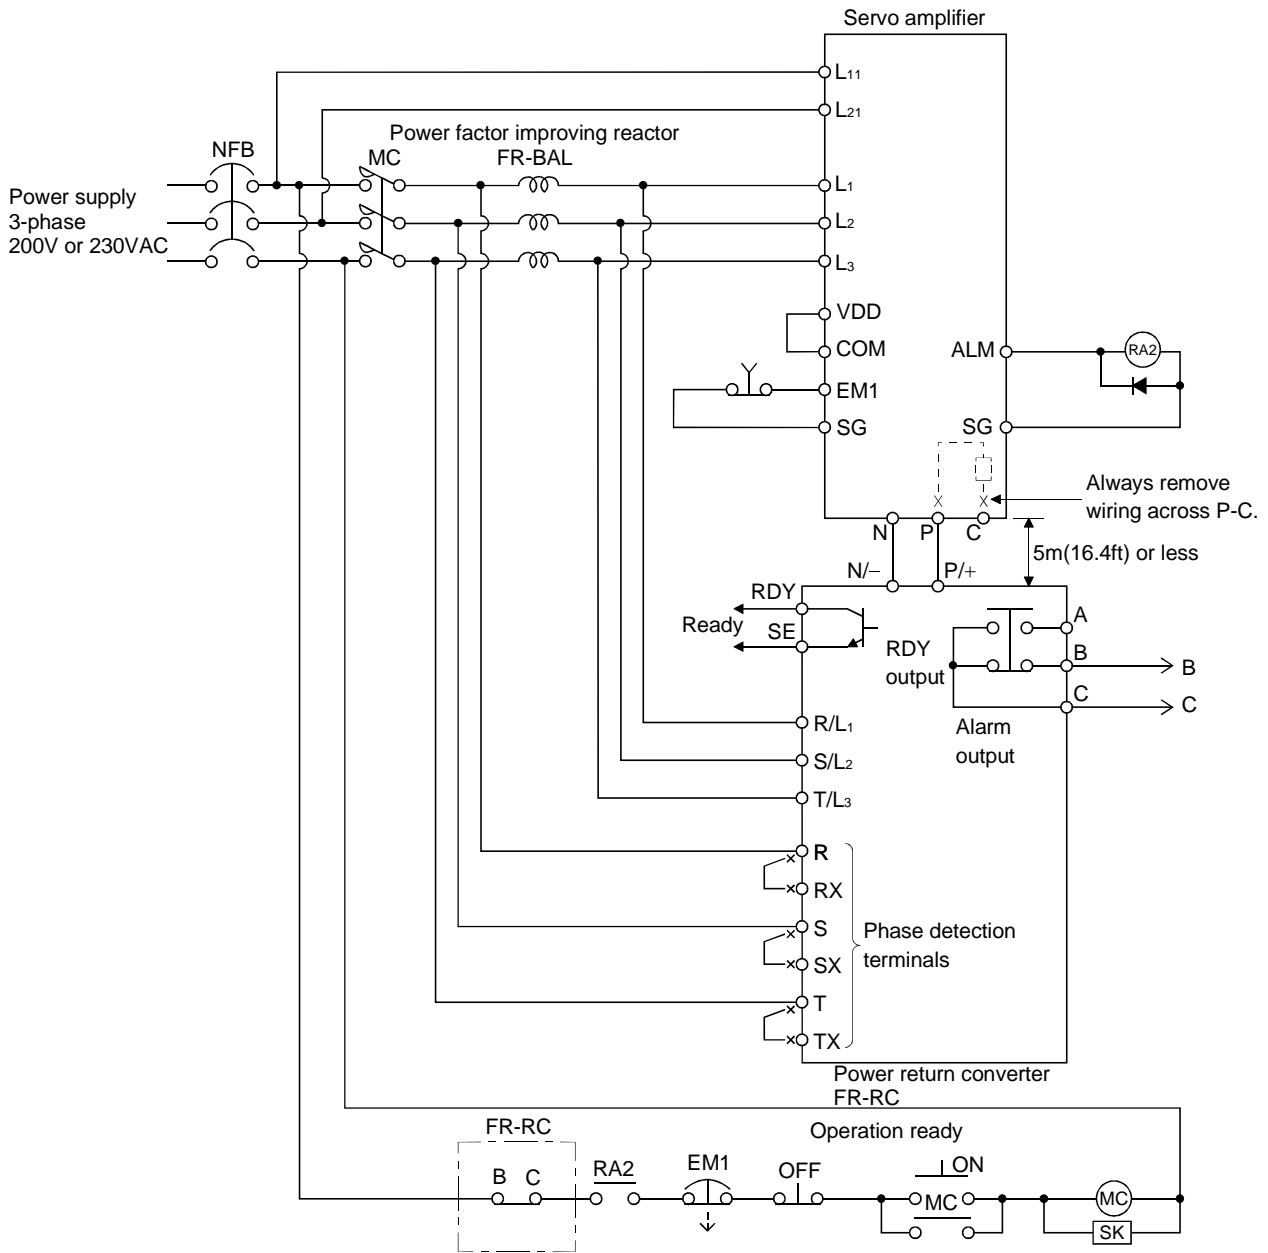 Servo amplifier
L11
L21
Power factor improving reactor
NFB
MC
FR-BAL
Power supply
3-phase
200V or 230VAC
L1
L2
L3
VDD
COM
ALM
RA2
EM1
SG
SG
Always remove
wiring across P-C.
N
P
C
5m(16.4ft) or less
N/−
P/+
RDY
Ready
SE
RDY
output
A
B
B
C
C
Alarm
output
R/L1
S/L2
T/L3
R
RX
S
SX
T
TX
Phase detection
terminals
Power return converter
FR-RC
FR-RC
Operation ready
B
C
RA2
EM1
OFF
ON
MC
MC
SK